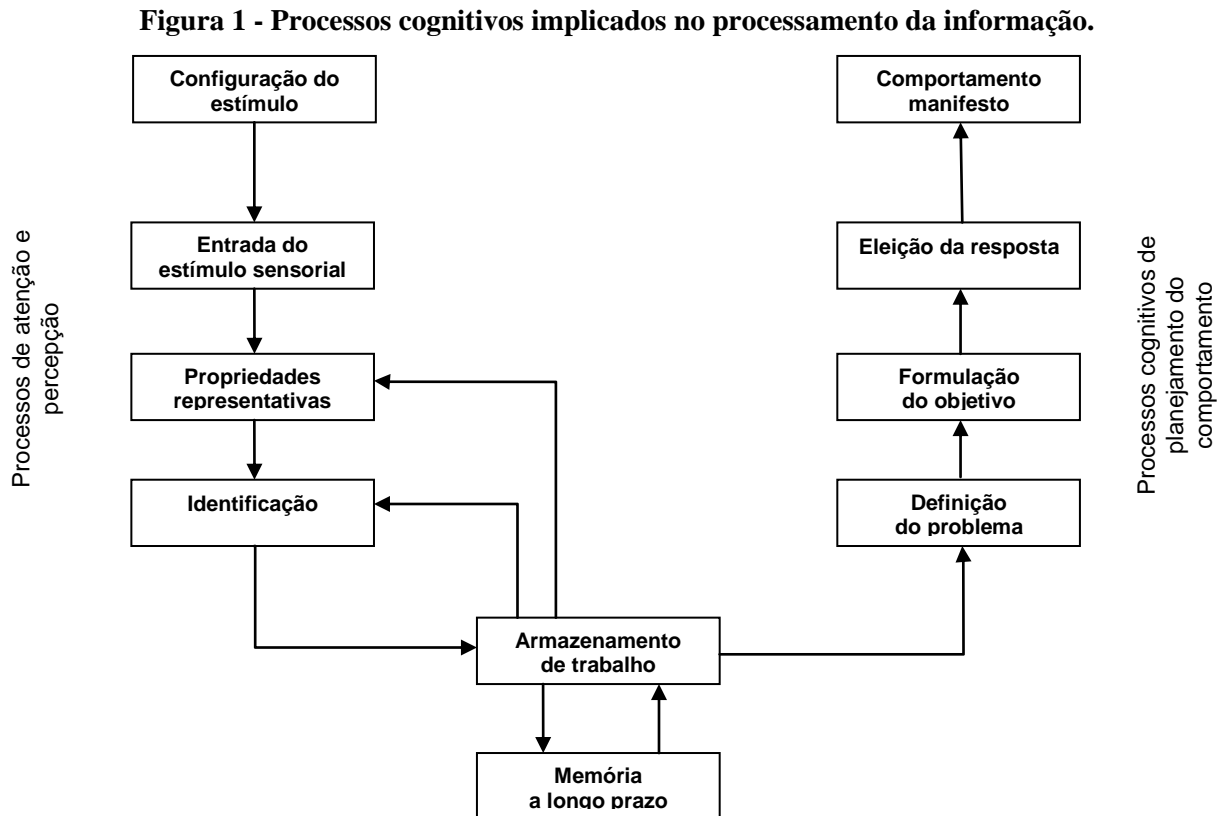 Figura 1 - Processos cognitivos implicados no processamento da informação.
Configuração do
estímulo
Entrada do
estímulo sensorial
Propriedades
representativas
Identificação
Processos de atenção e
percepção
Armazenamento
de trabalho
Memória
a longo prazo
Comportamento
manifesto
Eleição da resposta
Formulação
do objetivo
Definição
do problema
Processos cognitivos de
planejamento do
comportamento